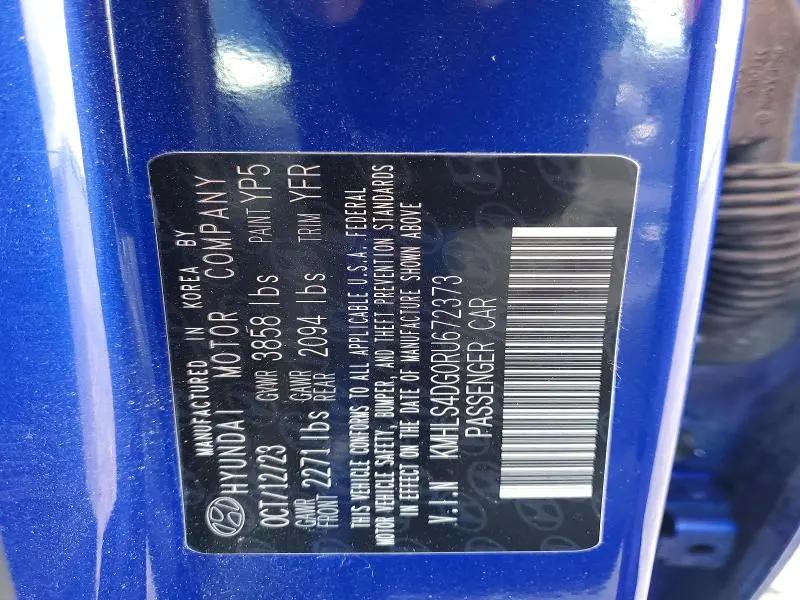 MANUFACTURED IN KOREA BY
HYUNDAI MOTOR COMPANY
OCT/12/23 GVWR 3858 lbs PAINT YP5
GAWR FRONT 2271 lbs GAWR REAR 2094 lbs TRIM YFR
THIS VEHICLE CONFORMS TO ALL APPLICABLE U.S.A. FEDERAL
MOTOR VEHICLE SAFETY, BUMPER, AND THEFT PREVENTION STANDARDS
IN EFFECT ON THE DATE OF MANUFACTURE SHOWN ABOVE
V.I.N KMHLS4DG0RU672373
PASSENGER CAR